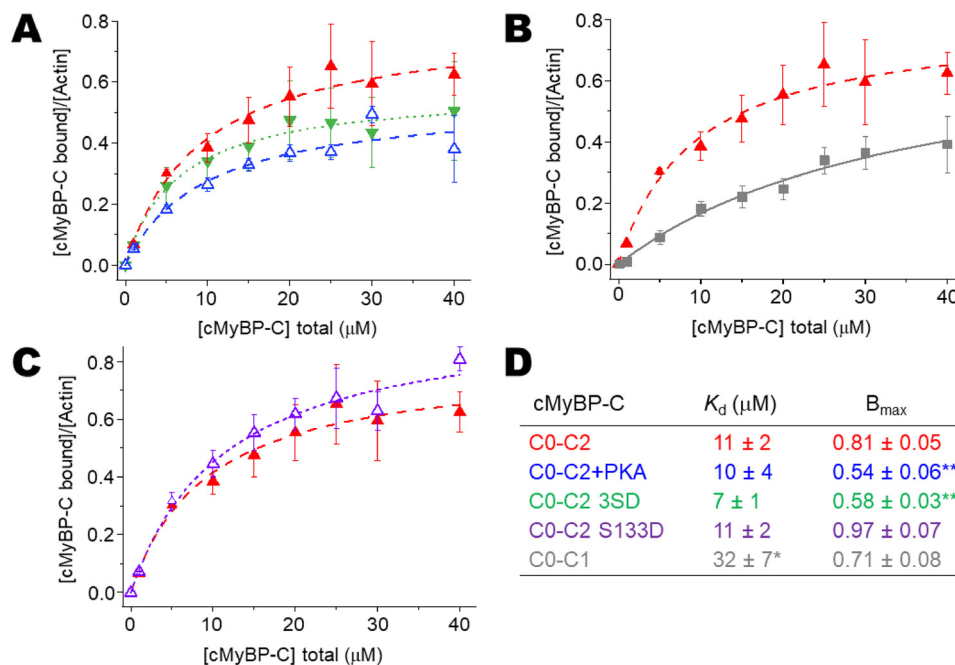 A
[cMyBP-C bound]/[Actin]
0.8
0.6
0.4
0.2
0.0
0 10 20 30 40
[cMyBP-C] total (μM)
B
[cMyBP-C bound]/[Actin]
0.8
0.6
0.4
0.2
0.0
0 10 20 30 40
[cMyBP-C] total (μM)
C
[cMyBP-C bound]/[Actin]
0.8
0.6
0.4
0.2
0.0
0 10 20 30 40
[cMyBP-C] total (μM)
D
cMyBP-C Kd (μM) Bmax
C0-C2 11 ± 2 0.81 ± 0.05
C0-C2+PKA 10 ± 4 0.54 ± 0.06**
C0-C2 3SD 7 ± 1 0.58 ± 0.03**
C0-C2 S133D 11 ± 2 0.97 ± 0.07
C0-C1 32 ± 7* 0.71 ± 0.08